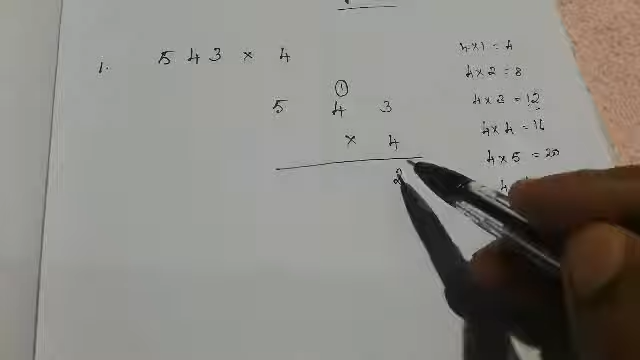 1. 543 × 4
①
5 4 3
× 4
2
4×1 = 4
4×2 = 8
4×3 = 12
4×4 = 16
4×5 = 20